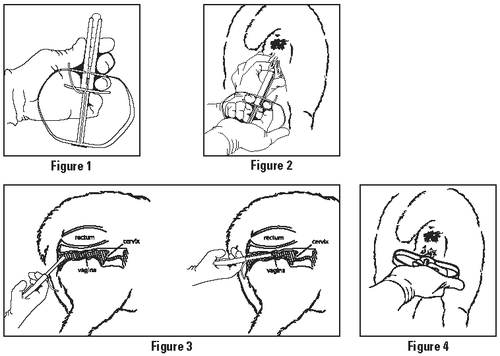 Figure 1
Figure 2
rectum
cervix
vagina
rectum
cervix
vagina
Figure 3
Figure 4